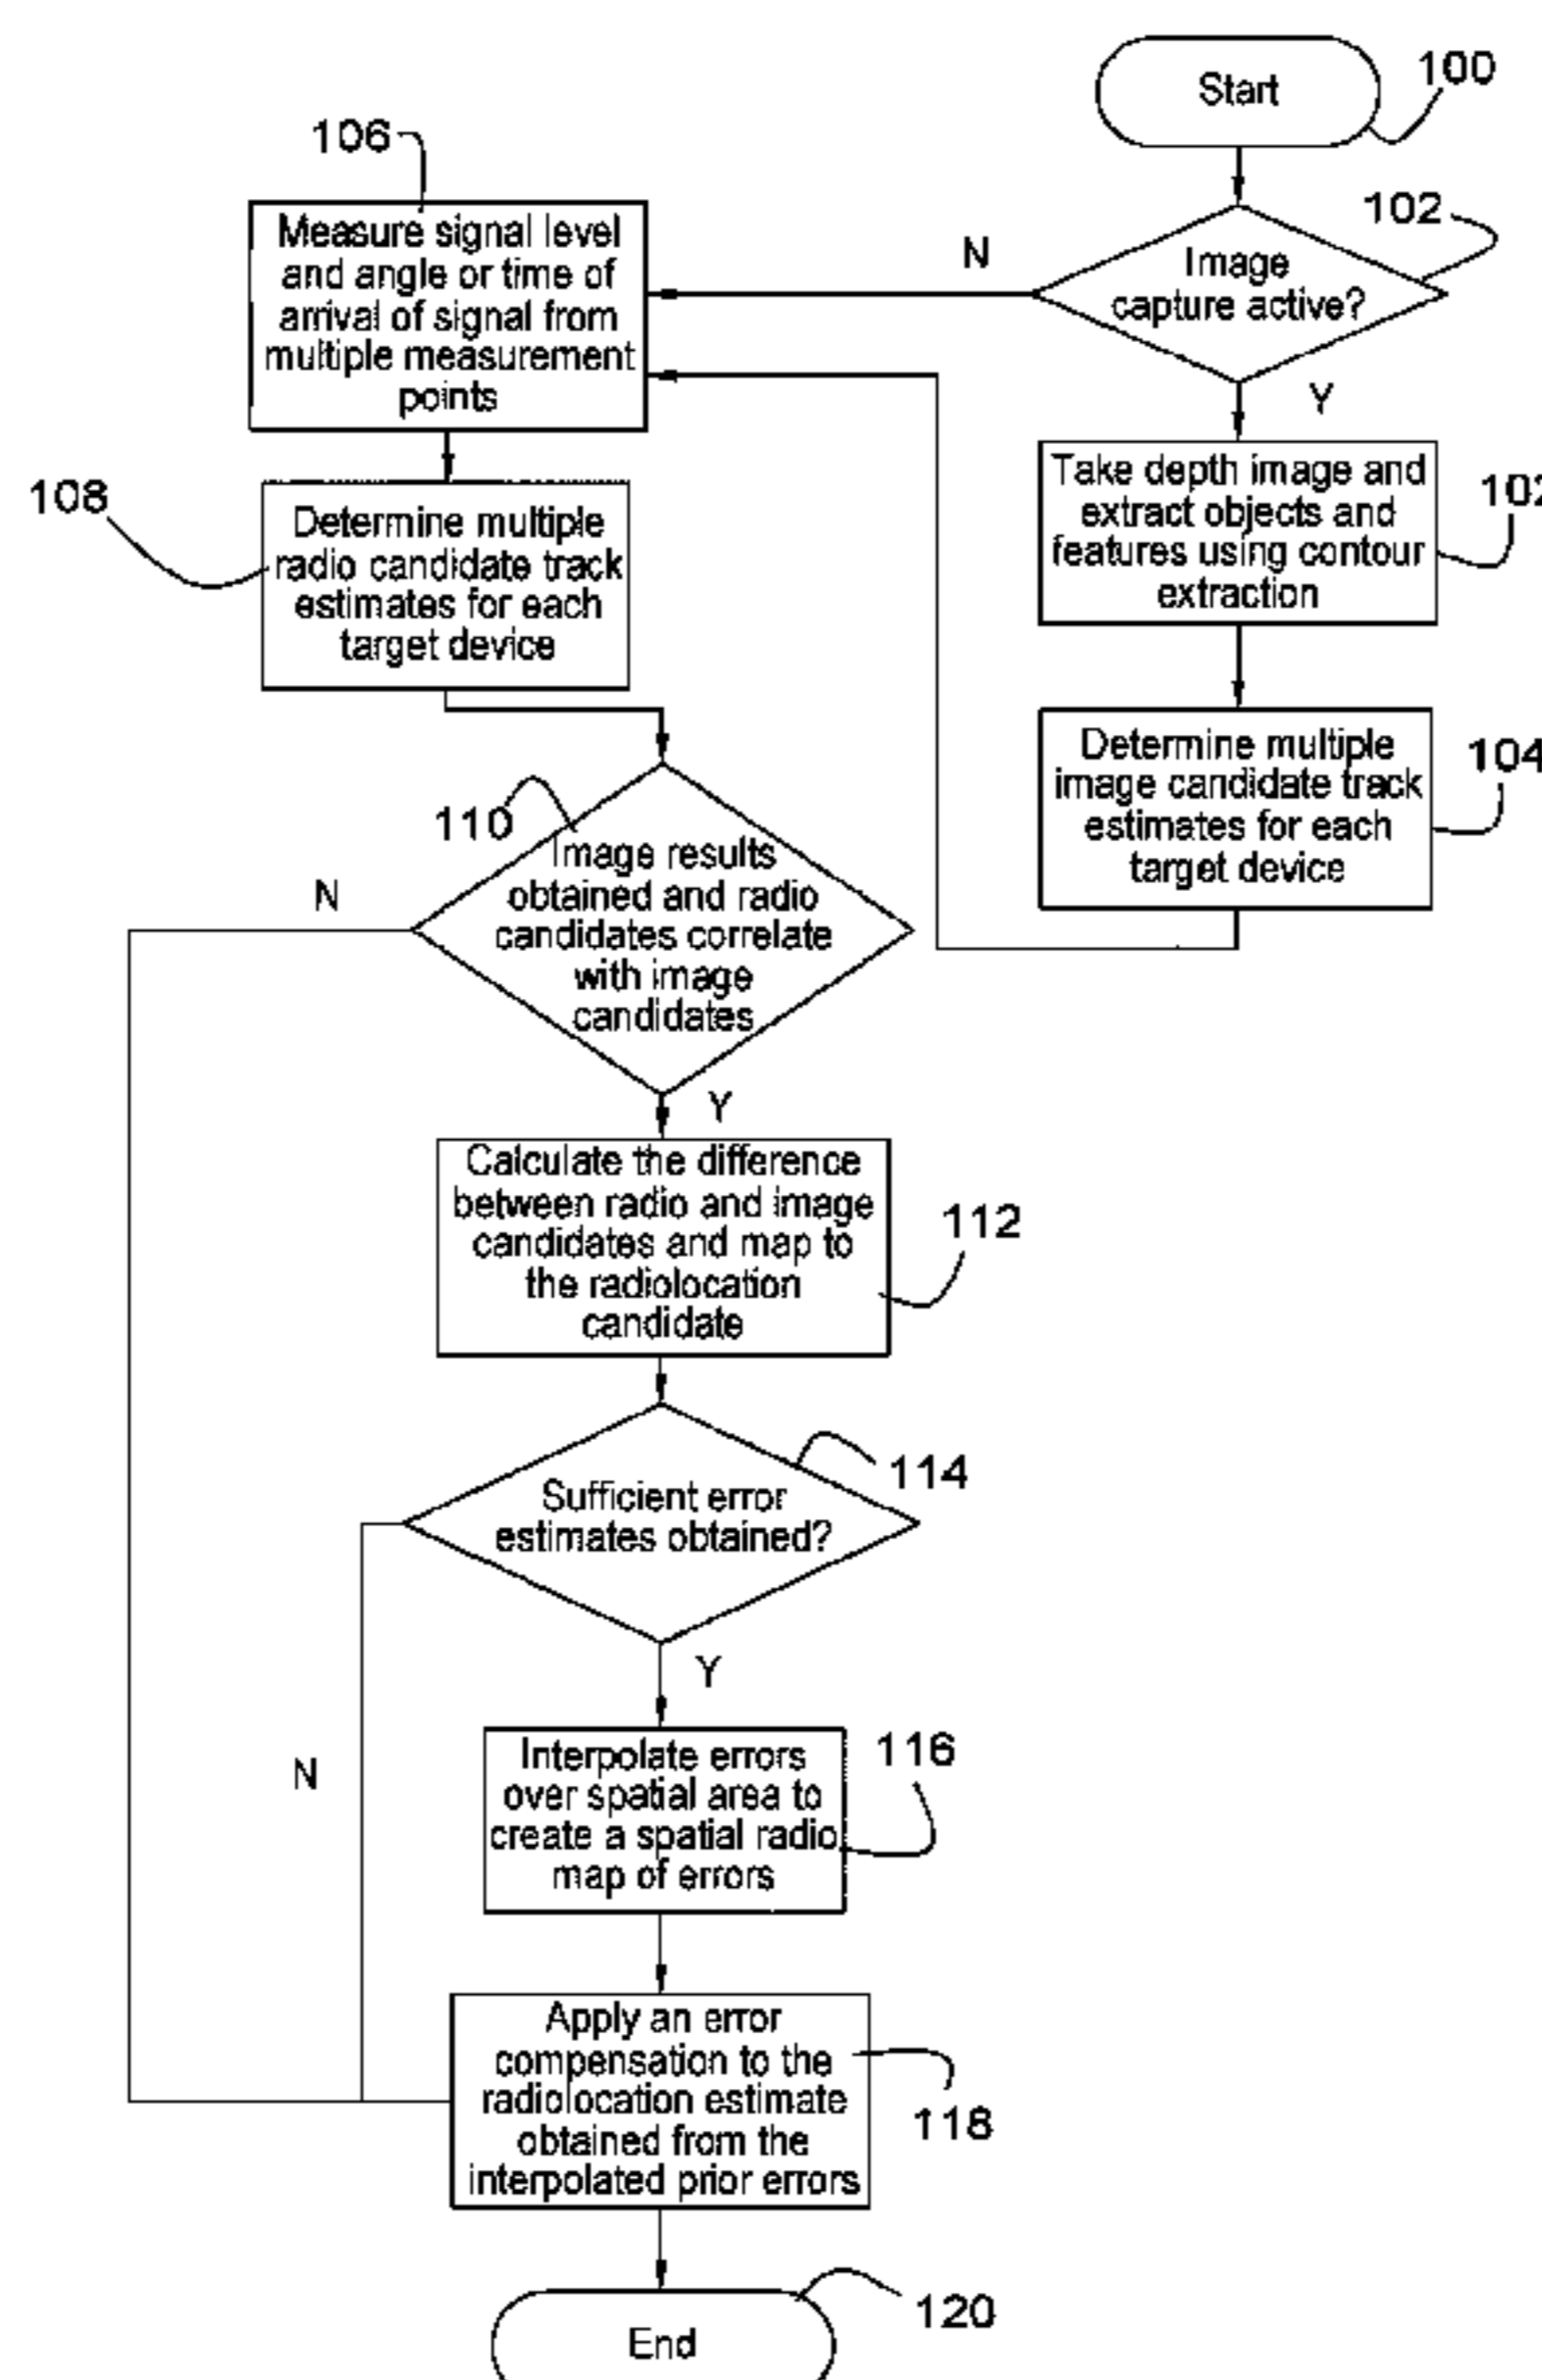 Start
100
102
Image
capture active?
N
Y
106
Measure signal level
and angle or time of
arrival of signal from
multiple measurement
points
Take depth image and
extract objects and
features using contour
extraction
102
108
Determine multiple
radio candidate track
estimates for each
target device
Determine multiple
image candidate track
estimates for each
target device
104
110
Image results
obtained and radio
candidates correlate
with image
candidates
N
Y
Calculate the difference
between radio and image
candidates and map to
the radiolocation
candidate
112
114
Sufficient error
estimates obtained?
Y
N
Interpolate errors
over spatial area to
create a spatial radio
map of errors
116
Apply an error
compensation to the
radiolocation estimate
obtained from the
interpolated prior errors
118
End
120